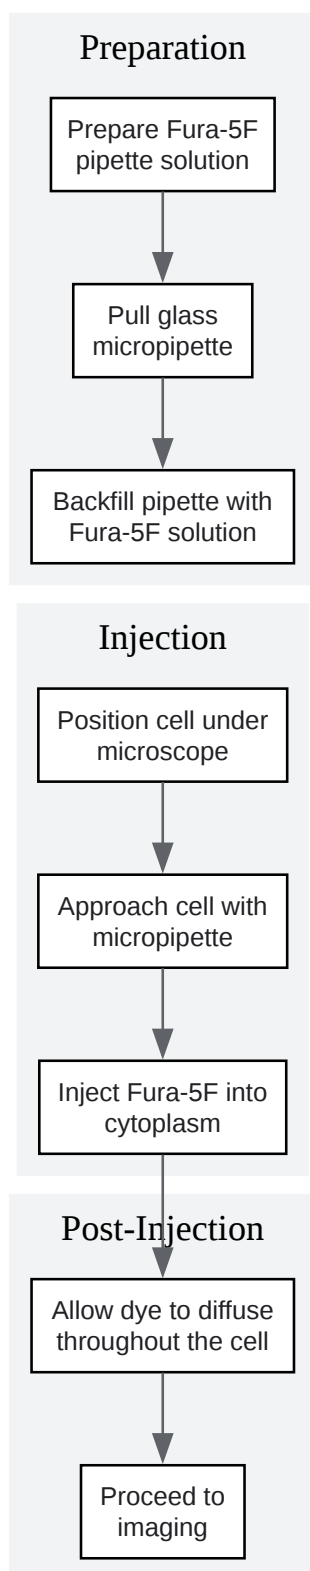 Preparation
Prepare Fura-5F
pipette solution
Pull glass
micropipette
Backfill pipette with
Fura-5F solution
Injection
Position cell under
microscope
Approach cell with
micropipette
Inject Fura-5F into
cytoplasm
Post-Injection
Allow dye to diffuse
throughout the cell
Proceed to
imaging